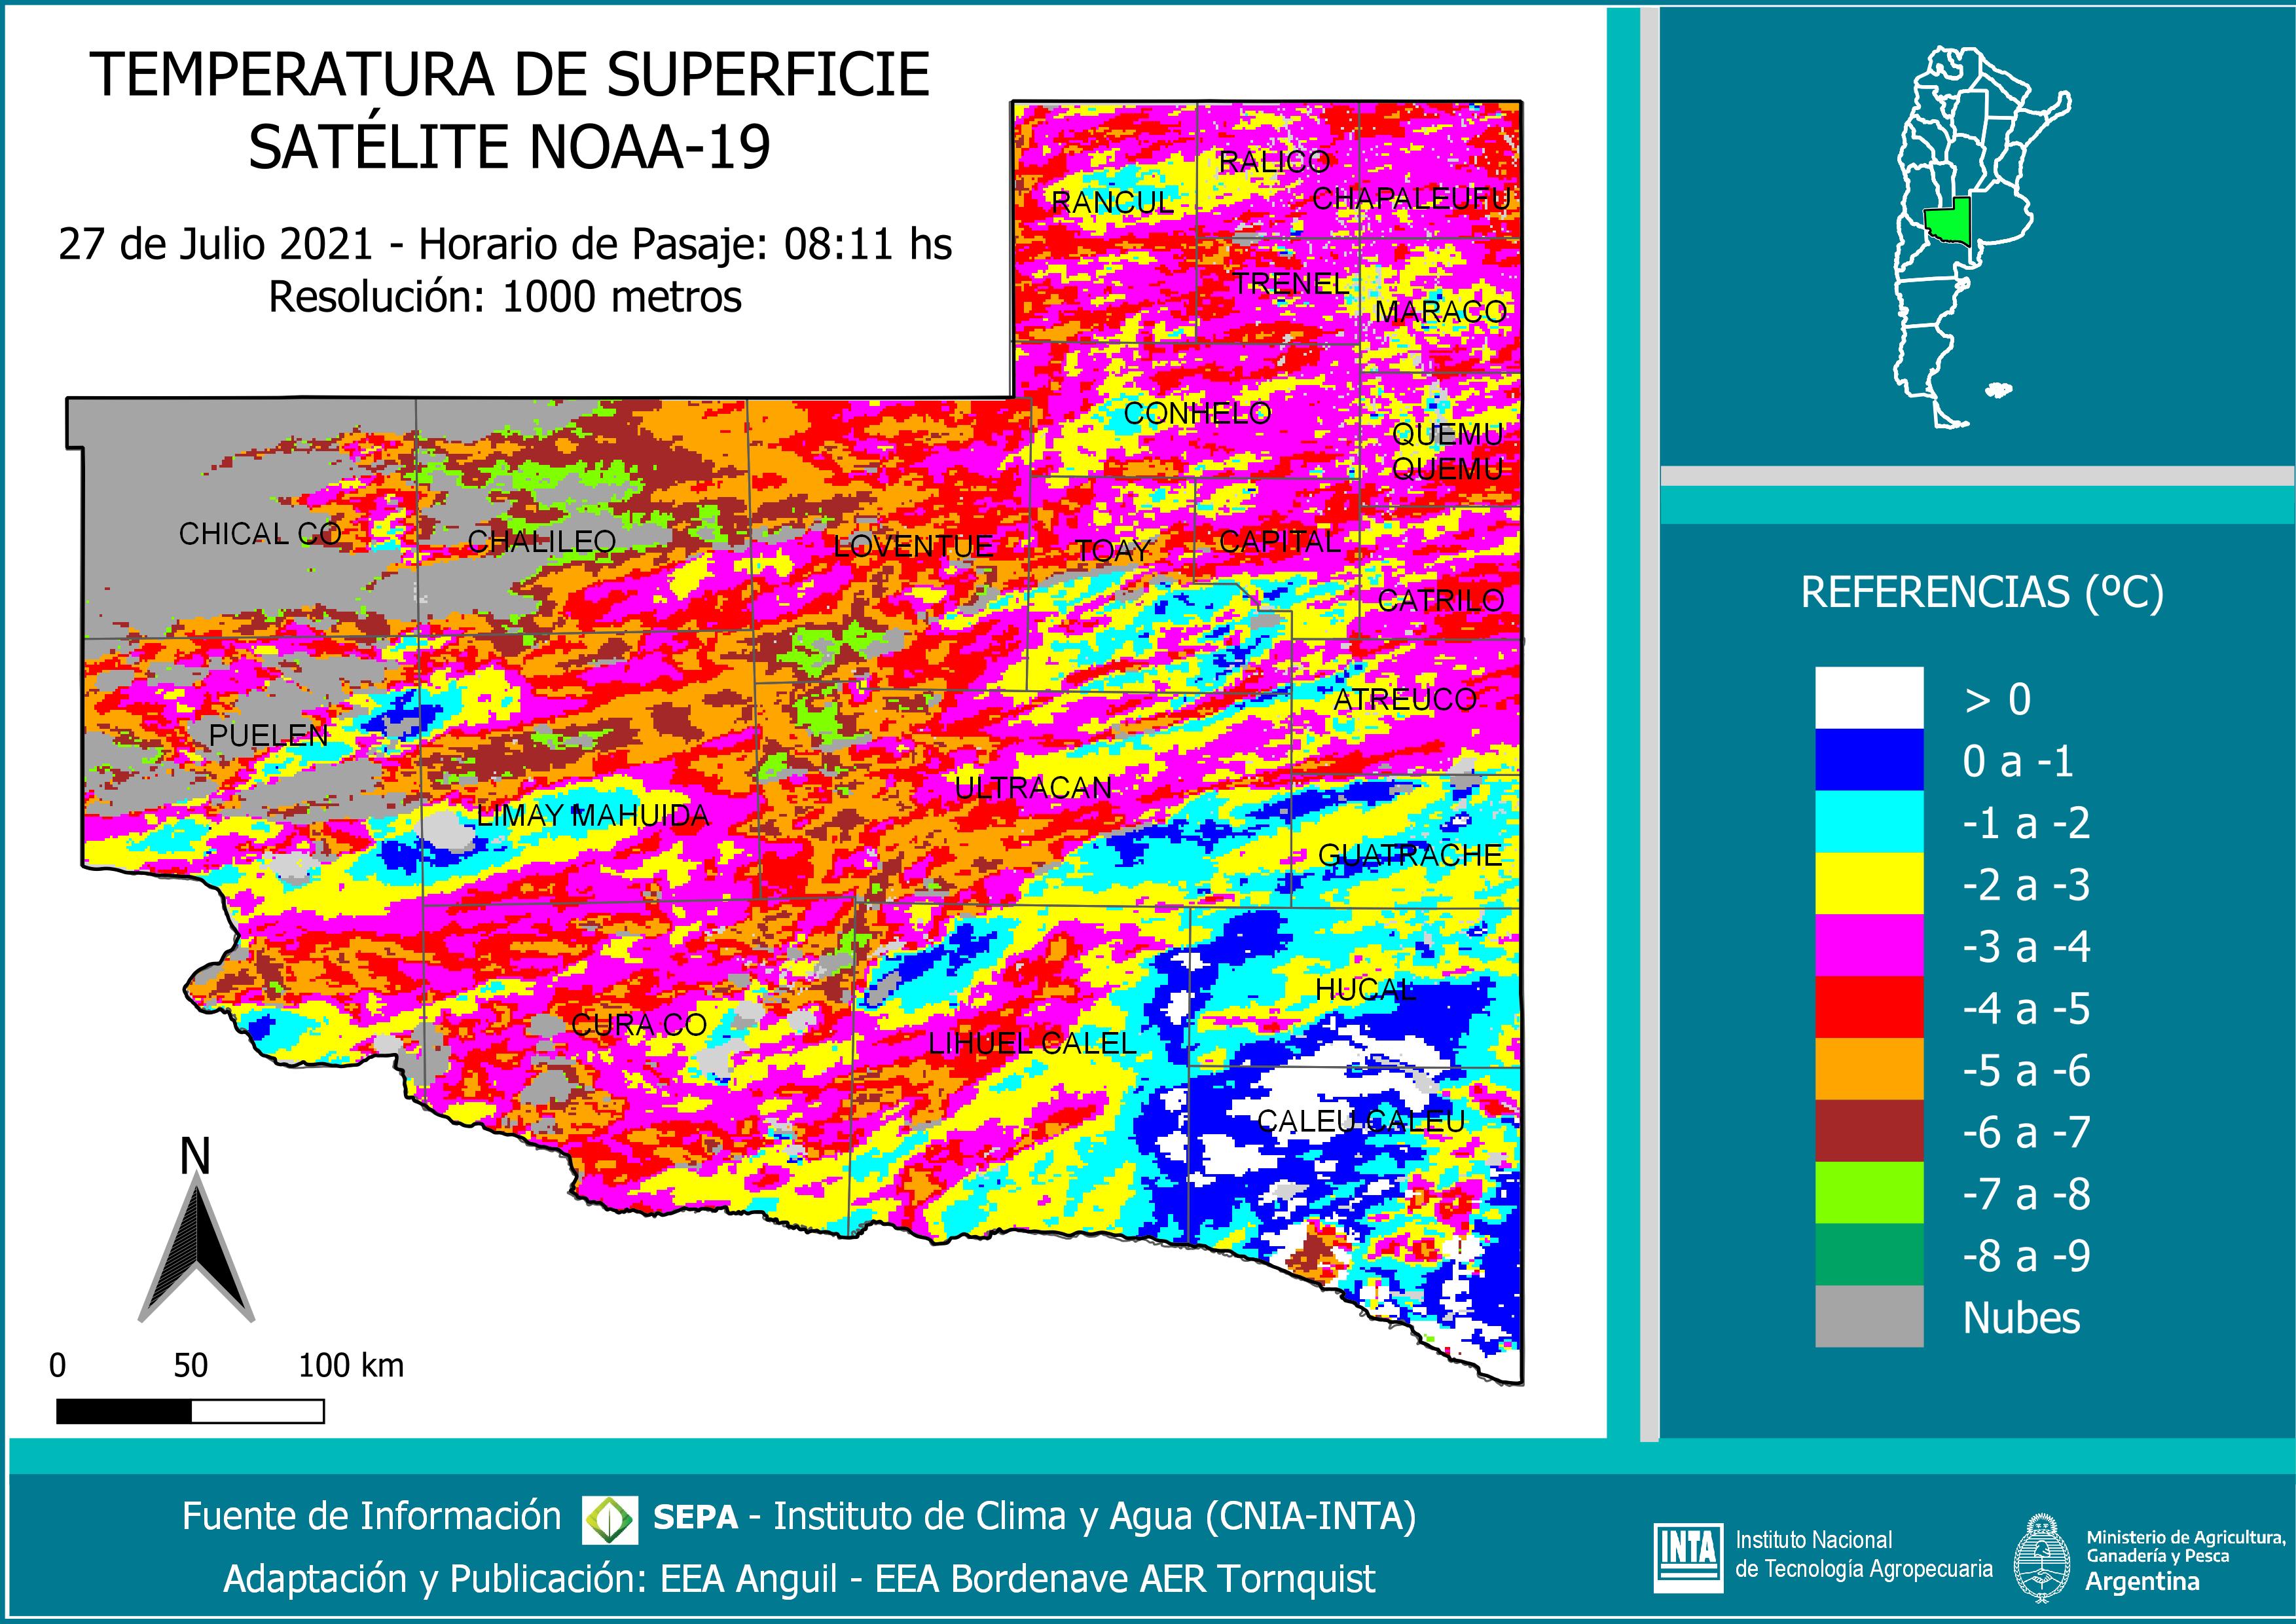 TEMPERATURA DE SUPERFICIE
SATÉLITE NOAA-19
27 de Julio 2021 - Horario de Pasaje: 08:11 hs
Resolución: 1000 metros
RALICO
RANCUL
CHAPALEUFU
TRENEL
MARACO
CONHELO
QUEMU
QUEMU
CHICAL CO
CHALILEO
LOVENTUE
TOAY
CAPITAL
CATRILO
PUELEN
ATREUCO
LIMAY MAHUIDA
ULTRACAN
GUATRACHE
HUCAL
CURA CO
LIHUEL CALEL
CALEU CALEU
N
0 50 100 km
REFERENCIAS (ºC)
> 0
0 a -1
-1 a -2
-2 a -3
-3 a -4
-4 a -5
-5 a -6
-6 a -7
-7 a -8
-8 a -9
Nubes
Fuente de Información SEPA - Instituto de Clima y Agua (CNIA-INTA)
Adaptación y Publicación: EEA Anguil - EEA Bordenave AER Tornquist
INTA
Instituto Nacional
de Tecnología Agropecuaria
Ministerio de Agricultura,
Ganadería y Pesca
Argentina